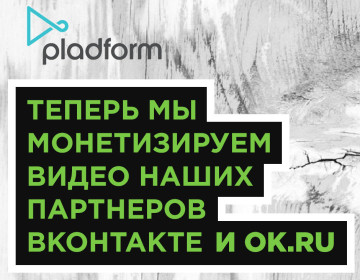 pladform
ТЕПЕРЬ МЫ
МОНЕТИЗИРУЕМ
ВИДЕО НАШИХ
ПАРТНЕРОВ
ВКОНТАКТЕ И OK.RU